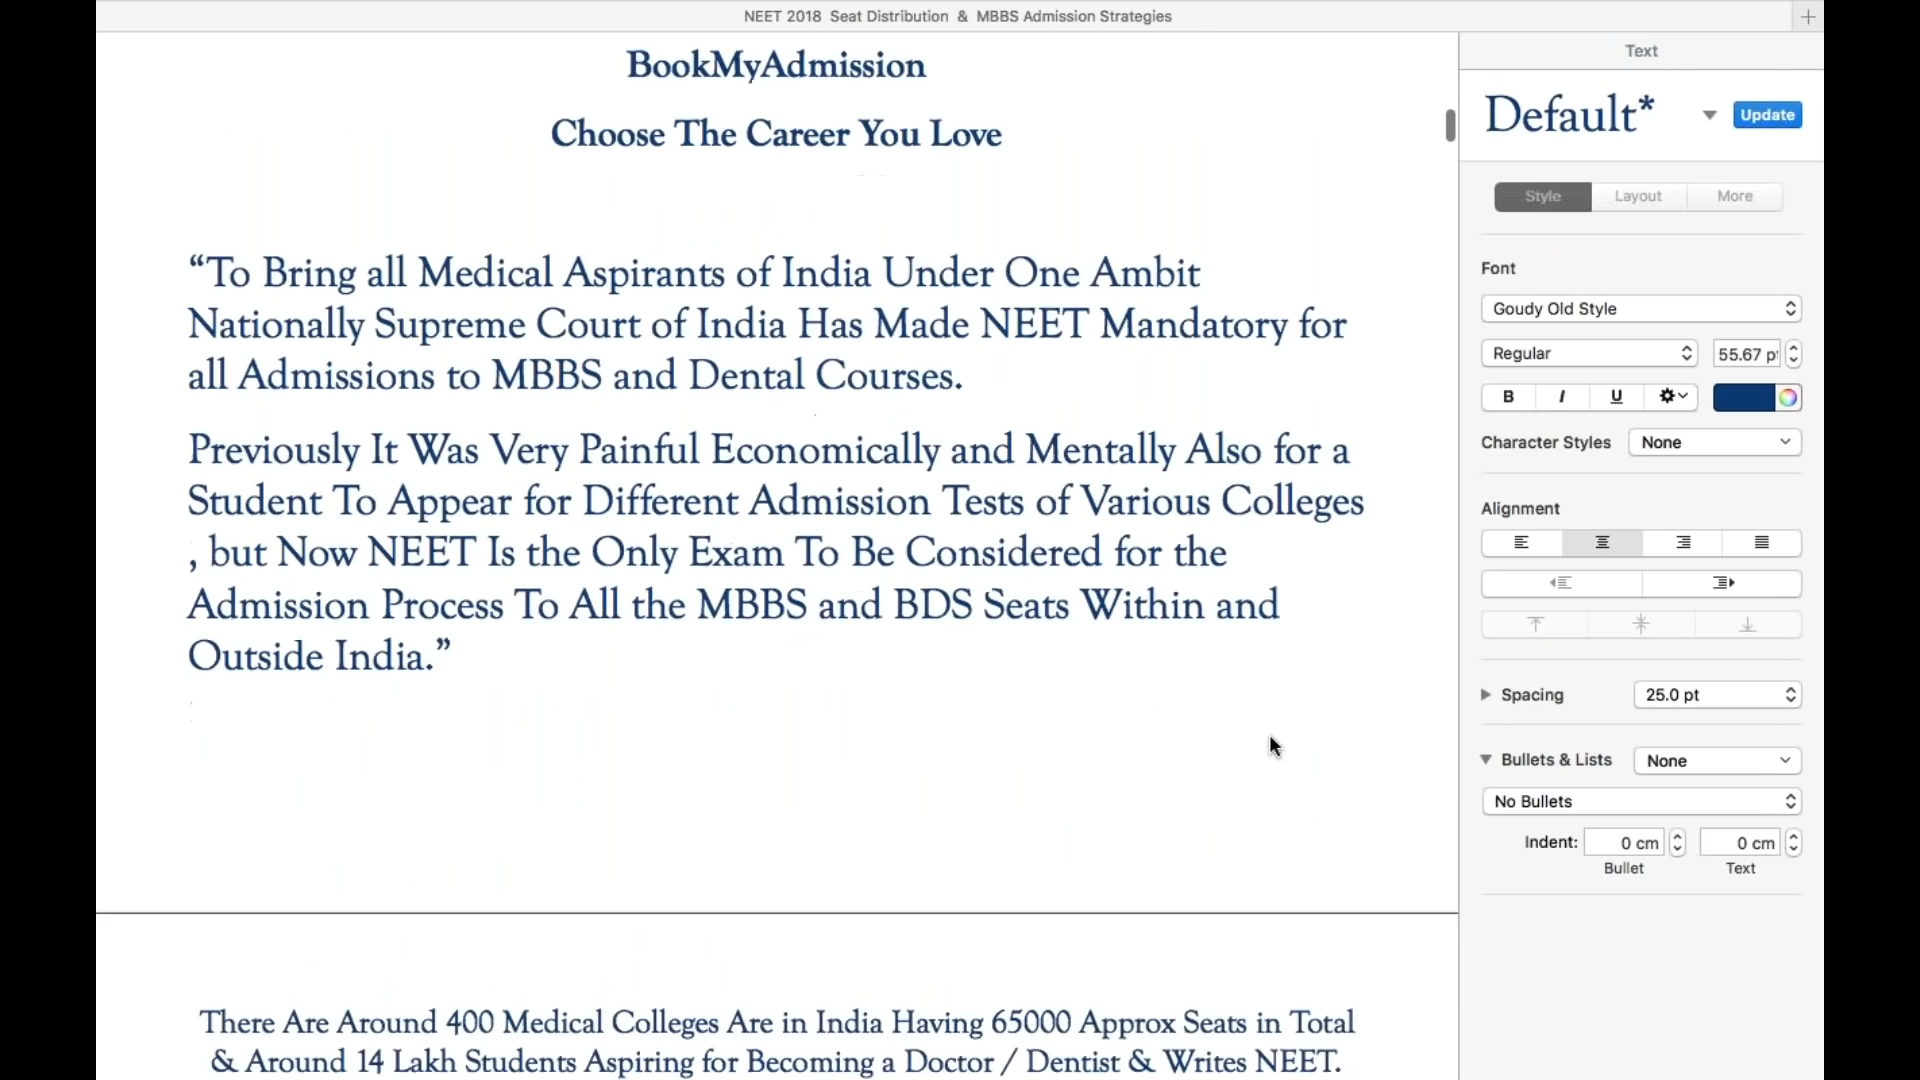 NEET 2018 Seat Distribution & MBBS Admission Strategies
BookMyAdmission
Choose The Career You Love
“To Bring all Medical Aspirants of India Under One Ambit
Nationally Supreme Court of India Has Made NEET Mandatory for
all Admissions to MBBS and Dental Courses.
Previously It Was Very Painful Economically and Mentally Also for a
Student To Appear for Different Admission Tests of Various Colleges
, but Now NEET Is the Only Exam To Be Considered for the
Admission Process To All the MBBS and BDS Seats Within and
Outside India.”
There Are Around 400 Medical Colleges Are in India Having 65000 Approx Seats in Total
& Around 14 Lakh Students Aspiring for Becoming a Doctor / Dentist & Writes NEET.
Text
Default*
Update
Style Layout More
Font
Goudy Old Style
Regular 55.67 p
B I U
Character Styles None
Alignment
Spacing 25.0 pt
Bullets & Lists None
No Bullets
Indent: 0 cm 0 cm
Bullet Text